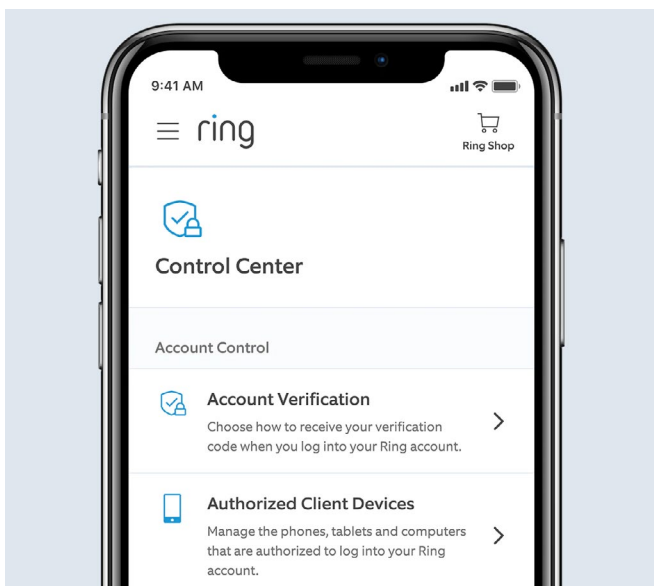 9:41 AM
ring
Ring Shop
Control Center
Account Control
Account Verification
Choose how to receive your verification
code when you log into your Ring account.
Authorized Client Devices
Manage the phones, tablets and computers
that are authorized to log into your Ring
account.